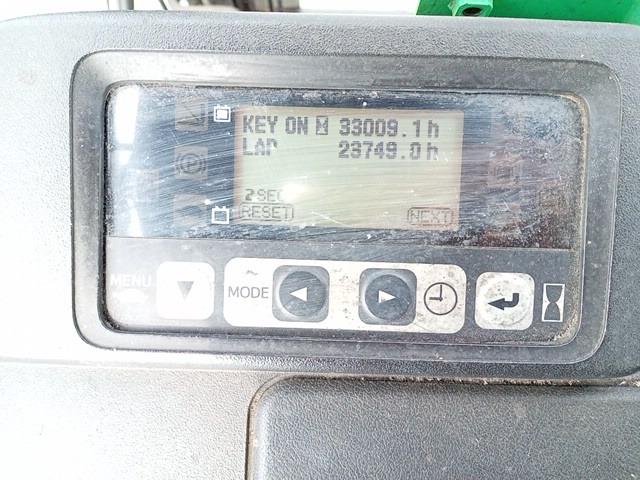 KEY ON 33009.1h
LAP 23749.0h
2SEC
RESET NEXT
MENU MODE